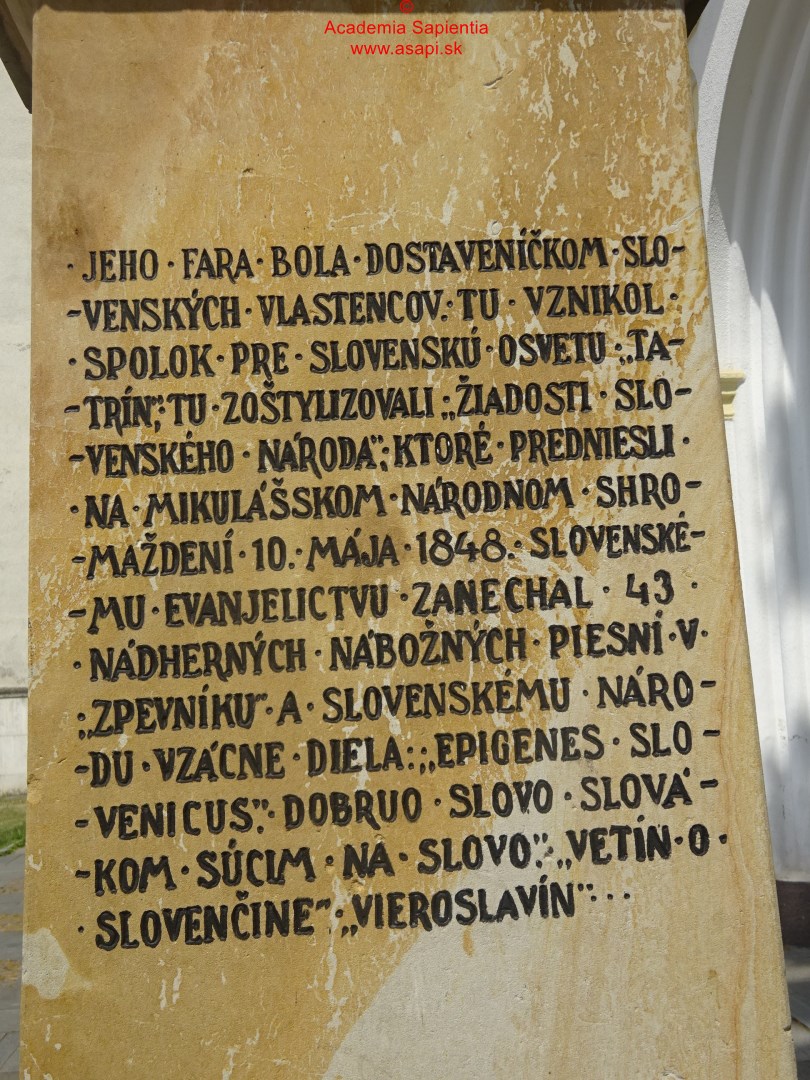 ©
Academia Sapientia
www.asapi.sk
· JEHO · FARA · BOLA · DOSTAVENÍČKOM · SLO-
-VENSKÝCH · VLASTENCOV · TU · VZNIKOL ·
· SPOLOK · PRE · SLOVENSKÚ · OSVETU · „TA-
-TRÍN"; TU · ZOŠTYLIZOVALI „ŽIADOSTI · SLO-
-VENSKÉHO · NÁRODA"; KTORÉ · PREDNIESLI ·
· NA · MIKULÁŠSKOM · NÁRODNOM · SHRO-
-MAŽDENÍ · 10. · MÁJA · 1848. · SLOVENSKÉ-
-MU · EVANJELICTVU · ZANECHAL · 43 ·
· NÁDHERNÝCH · NÁBOŽNÝCH · PIESNÍ · V ·
· „ZPEVNÍKU" · A · SLOVENSKÉMU · NÁRO-
-DU · VZÁCNE · DIELA: · „EPIGENES · SLO-
-VENICUS". · DOBRUO · SLOVO · SLOVÁ-
-KOM · SÚCIM · NA · SLOVO". · „VETÍN · O ·
· SLOVENČINE" · „VIEROSLAVÍN" · · ·